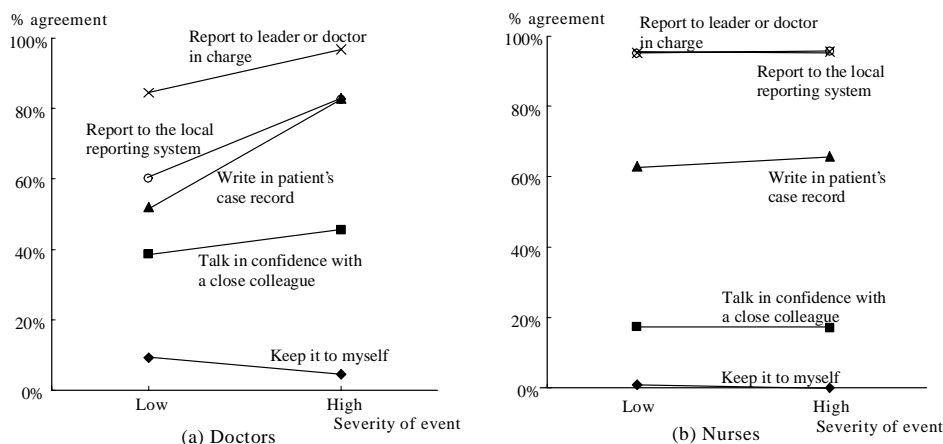 % agreement
100%
80%
60%
40%
20%
0%
Report to leader or doctor
in charge
Report to the local
reporting system
Write in patient's
case record
Talk in confidence with
a close colleague
Keep it to myself
Low
High
Severity of event
(a) Doctors
% agreement
100%
80%
60%
40%
20%
0%
Report to leader or doctor
in charge
Report to the local
reporting system
Write in patient's
case record
Talk in confidence with
a close colleague
Keep it to myself
Low
High
Severity of event
(b) Nurses